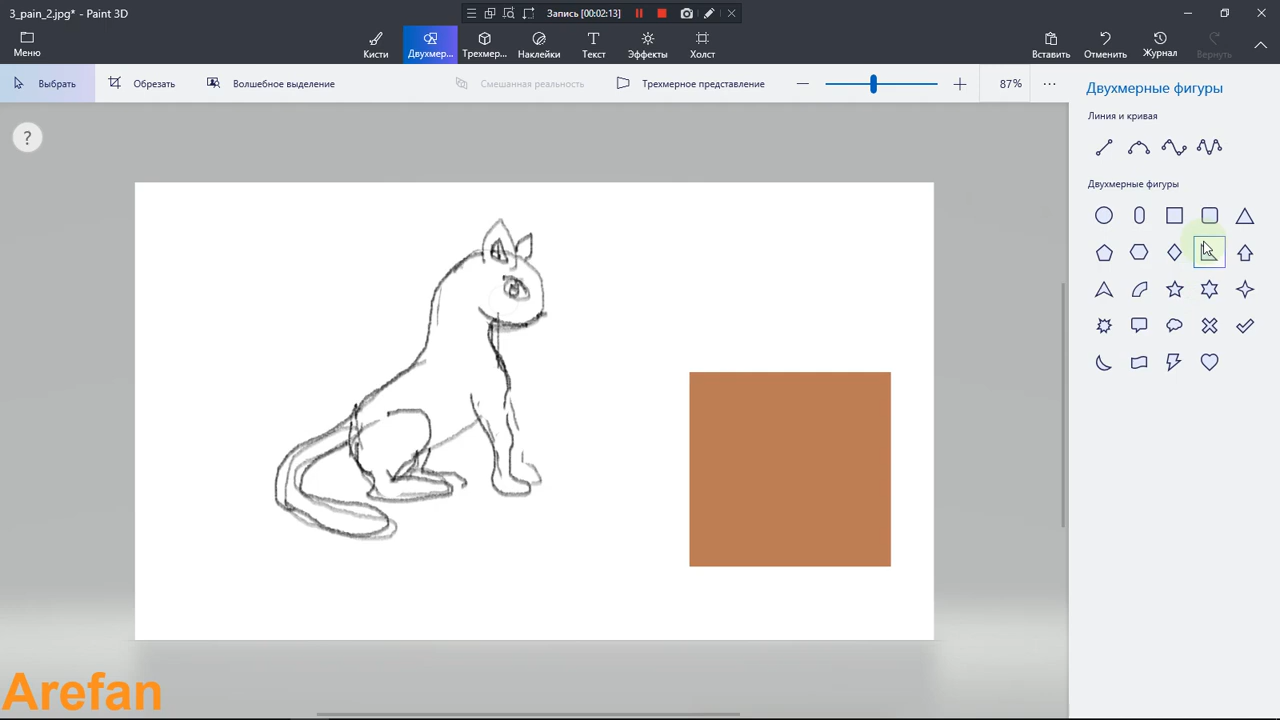 3_pain_2.jpg* - Paint 3D
Запись [00:02:13]
Меню
Кисти
Двухмер...
Трехмер...
Наклейки
Текст
Эффекты
Холст
Вставить
Отменить
Журнал
Вернуть
Выбрать
Обрезать
Волшебное выделение
Смешанная реальность
Трехмерное представление
87%
Двухмерные фигуры
Линия и кривая
Двухмерные фигуры
?
Arefan